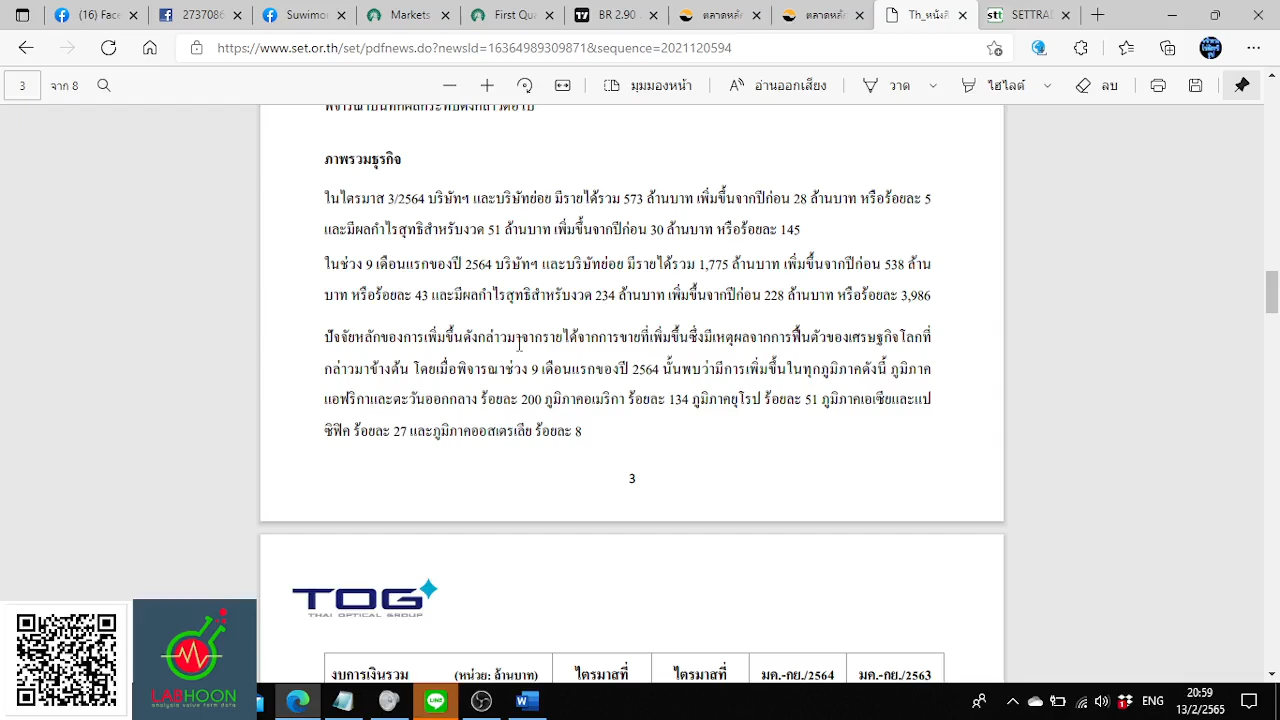 (16) Face
273708
Suwimo
Markets
First Qua
BR 2.90
ตลาดหลั
ตลาดหลั
Th_หนังสื
SETTRAD
https://www.set.or.th/set/pdfnews.do?newsId=16364989309871&sequence=2021120594
3 จาก 8 มุมมองหน้า อ่านออกเสียง วาด ไฮไลต์ ลบ
ภาพรวมธุรกิจ
ในไตรมาส 3/2564 บริษัทฯ และบริษัทย่อย มีรายได้รวม 573 ล้านบาท เพิ่มขึ้นจากปีก่อน 28 ล้านบาท หรือร้อยละ 5
และมีผลกำไรสุทธิสำหรับงวด 51 ล้านบาท เพิ่มขึ้นจากปีก่อน 30 ล้านบาท หรือร้อยละ 145
ในช่วง 9 เดือนแรกของปี 2564 บริษัทฯ และบริษัทย่อย มีรายได้รวม 1,775 ล้านบาท เพิ่มขึ้นจากปีก่อน 538 ล้าน
บาท หรือร้อยละ 43 และมีผลกำไรสุทธิสำหรับงวด 234 ล้านบาท เพิ่มขึ้นจากปีก่อน 228 ล้านบาท หรือร้อยละ 3,986
ปัจจัยหลักของการเพิ่มขึ้นดังกล่าวมาจากรายได้จากการขายที่เพิ่มขึ้นซึ่งมีเหตุผลจากการฟื้นตัวของเศรษฐกิจโลกที่
กล่าวมาข้างต้น โดยเมื่อพิจารณาช่วง 9 เดือนแรกของปี 2564 นั้นพบว่ามีการเพิ่มขึ้นในทุกภูมิภาคดังนี้ ภูมิภาค
แอฟริกาและตะวันออกกลาง ร้อยละ 200 ภูมิภาคอเมริกา ร้อยละ 134 ภูมิภาคยุโรป ร้อยละ 51 ภูมิภาคเอเชียและแป
ซิฟิค ร้อยละ 27 และภูมิภาคออสเตรเลีย ร้อยละ 8
3
TOG
THAI OPTICAL GROUP
งบการเงินรวม (หน่วย: ล้านบาท) ไตรมาสที่ ไตรมาสที่ มค.-กย./2564 มค.-กย./2563
LABHOON
analysis value form data
ENG
20:59
13/2/2565